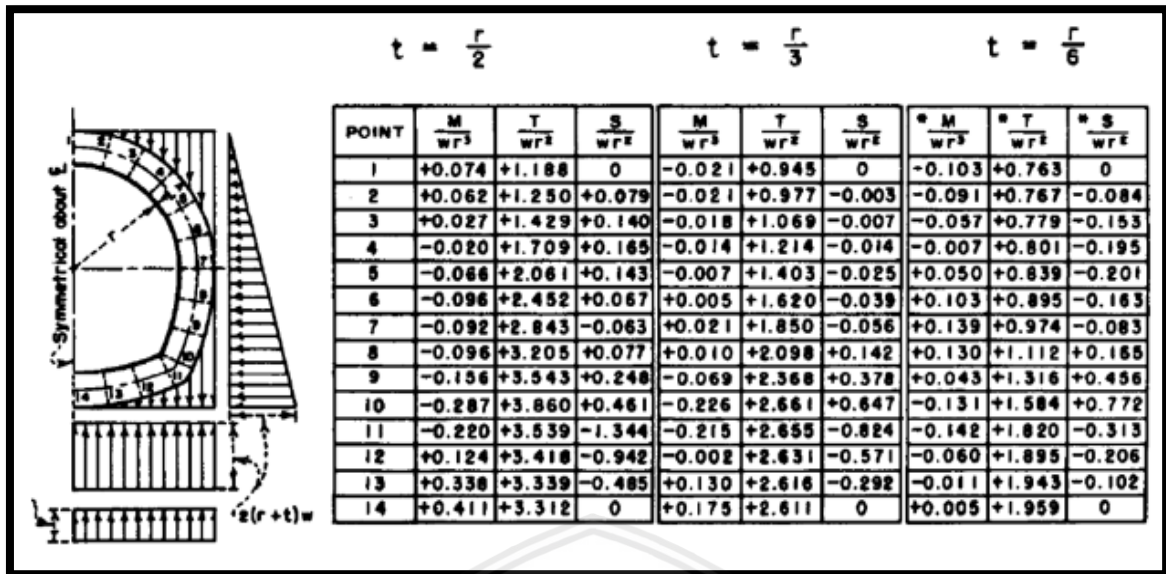 t = r/2 t = r/3 t = r/6
POINT M/wr³ T/wr² S/wr² M/wr³ T/wr² S/wr² * M/wr³ * T/wr² * S/wr²
1 +0.074 +1.188 0 -0.021 +0.945 0 -0.103 +0.763 0
2 +0.062 +1.250 +0.079 -0.021 +0.977 -0.003 -0.091 +0.767 -0.084
3 +0.027 +1.429 +0.140 -0.018 +1.069 -0.007 -0.057 +0.779 -0.153
4 -0.020 +1.709 +0.165 -0.014 +1.214 -0.014 -0.007 +0.801 -0.195
5 -0.066 +2.061 +0.143 -0.007 +1.403 -0.025 +0.050 +0.839 -0.201
6 -0.096 +2.452 +0.067 +0.005 +1.620 -0.039 +0.103 +0.895 -0.163
7 -0.092 +2.843 -0.063 +0.021 +1.850 -0.056 +0.139 +0.974 -0.083
8 -0.096 +3.205 +0.077 +0.010 +2.098 +0.142 +0.130 +1.112 +0.165
9 -0.156 +3.543 +0.248 -0.069 +2.368 +0.378 +0.043 +1.316 +0.456
10 -0.287 +3.860 +0.461 -0.226 +2.661 +0.647 -0.131 +1.584 +0.772
11 -0.220 +3.539 -1.344 -0.215 +2.655 -0.824 -0.142 +1.820 -0.313
12 +0.124 +3.418 -0.942 -0.002 +2.631 -0.571 -0.060 +1.895 -0.206
13 +0.338 +3.339 -0.485 +0.130 +2.616 -0.292 -0.011 +1.943 -0.102
14 +0.411 +3.312 0 +0.175 +2.611 0 +0.005 +1.959 0
Symmetrical about ℄
1
2
3
r
7
8
9
10
11
12
13
14
2(r+t)w